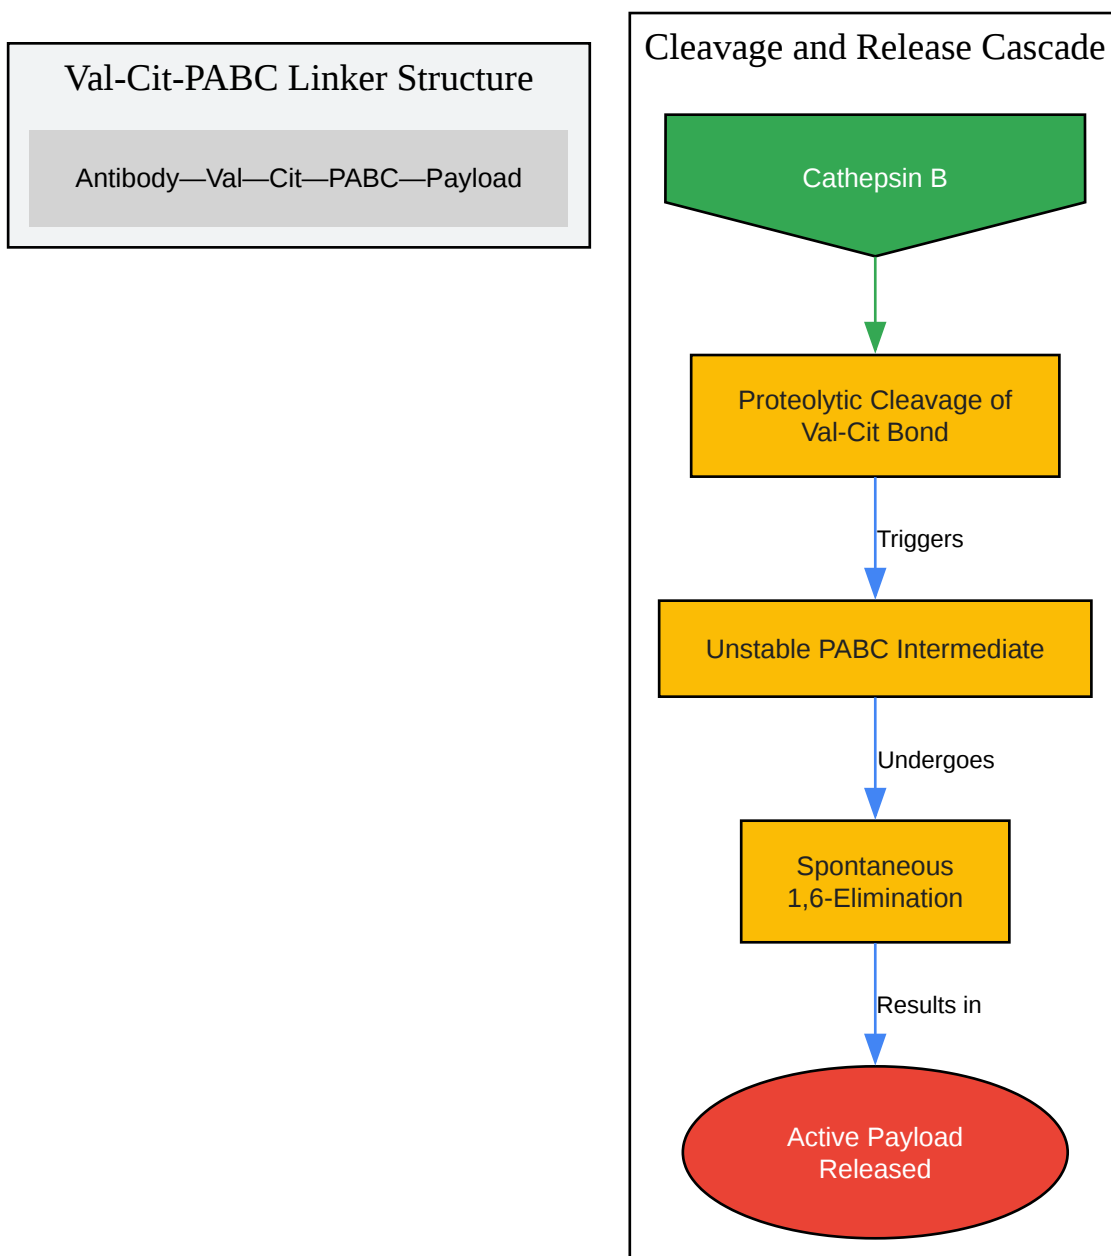 Val-Cit-PABC Linker Structure
Antibody—Val—Cit—PABC—Payload
Cleavage and Release Cascade
Cathepsin B
Proteolytic Cleavage of
Val-Cit Bond
Triggers
Unstable PABC Intermediate
Undergoes
Spontaneous
1,6-Elimination
Results in
Active Payload
Released